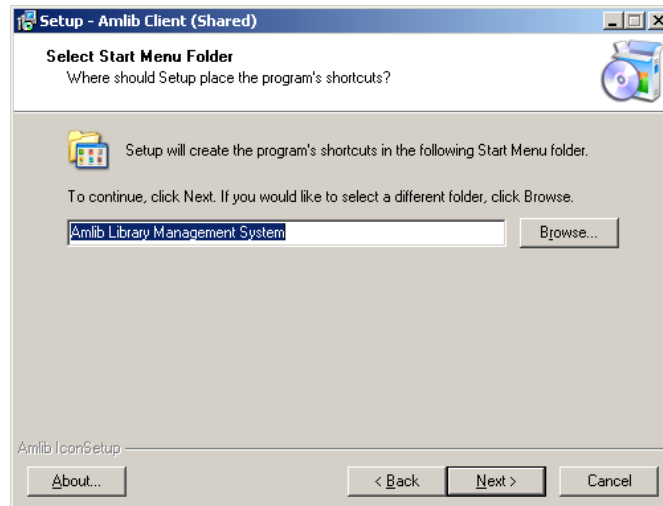 Setup - Amlib Client (Shared)
Select Start Menu Folder
Where should Setup place the program's shortcuts?
Setup will create the program's shortcuts in the following Start Menu folder.
To continue, click Next. If you would like to select a different folder, click Browse.
Amlib Library Management System
Browse...
Amlib IconSetup
About...
< Back
Next >
Cancel